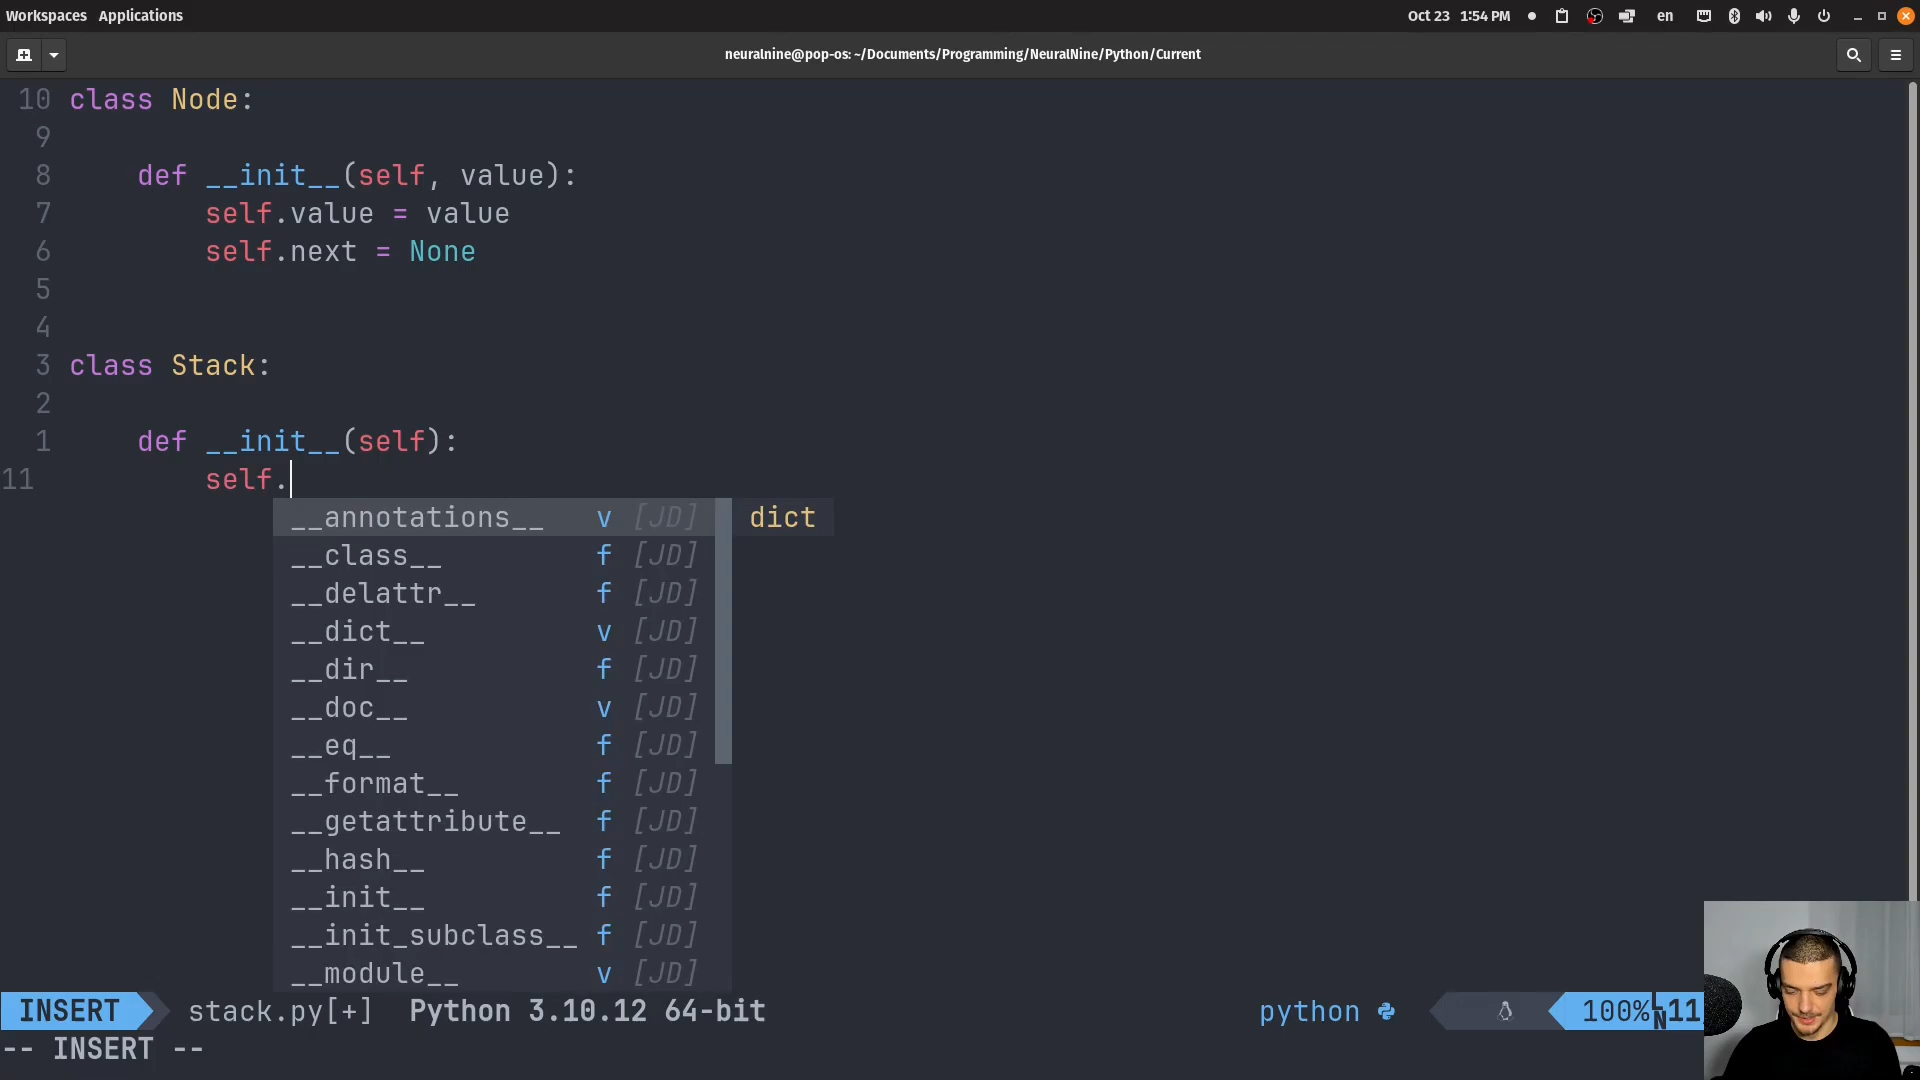 Workspaces Applications
Oct 23 1:54 PM
en
neuralnine@pop-os: ~/Documents/Programming/NeuralNine/Python/Current
10 class Node:
9
8 def __init__(self, value):
7 self.value = value
6 self.next = None
5
4
3 class Stack:
2
1 def __init__(self):
11 self.
__annotations__ v [JD] dict
__class__ f [JD]
__delattr__ f [JD]
__dict__ v [JD]
__dir__ f [JD]
__doc__ v [JD]
__eq__ f [JD]
__format__ f [JD]
__getattribute__ f [JD]
__hash__ f [JD]
__init__ f [JD]
__init_subclass__ f [JD]
__module__ v [JD]
INSERT stack.py[+] Python 3.10.12 64-bit python 100% LN 11
-- INSERT --